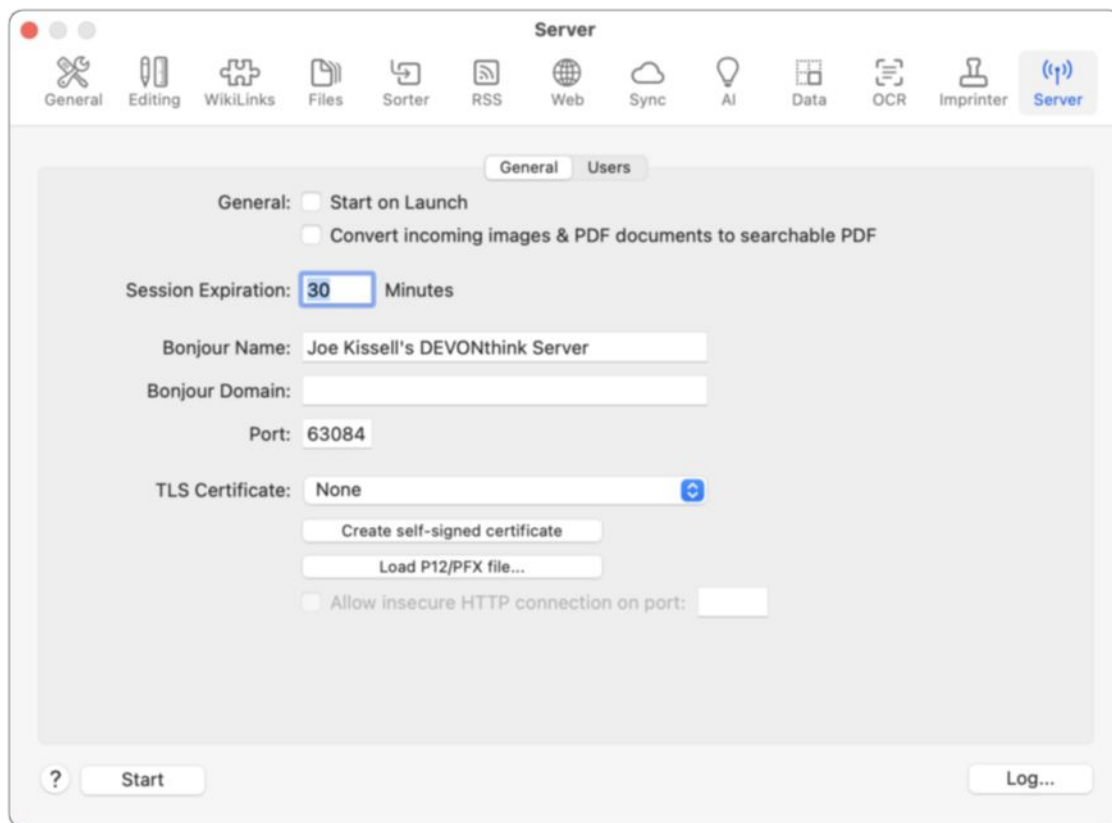 Server
General Editing WikiLinks Files Sorter RSS Web Sync AI Data OCR Imprinter Server
General Users
General: Start on Launch
Convert incoming images & PDF documents to searchable PDF
Session Expiration: 30 Minutes
Bonjour Name: Joe Kissell's DEVONthink Server
Bonjour Domain:
Port: 63084
TLS Certificate: None
Create self-signed certificate
Load P12/PFX file...
Allow insecure HTTP connection on port:
? Start Log...